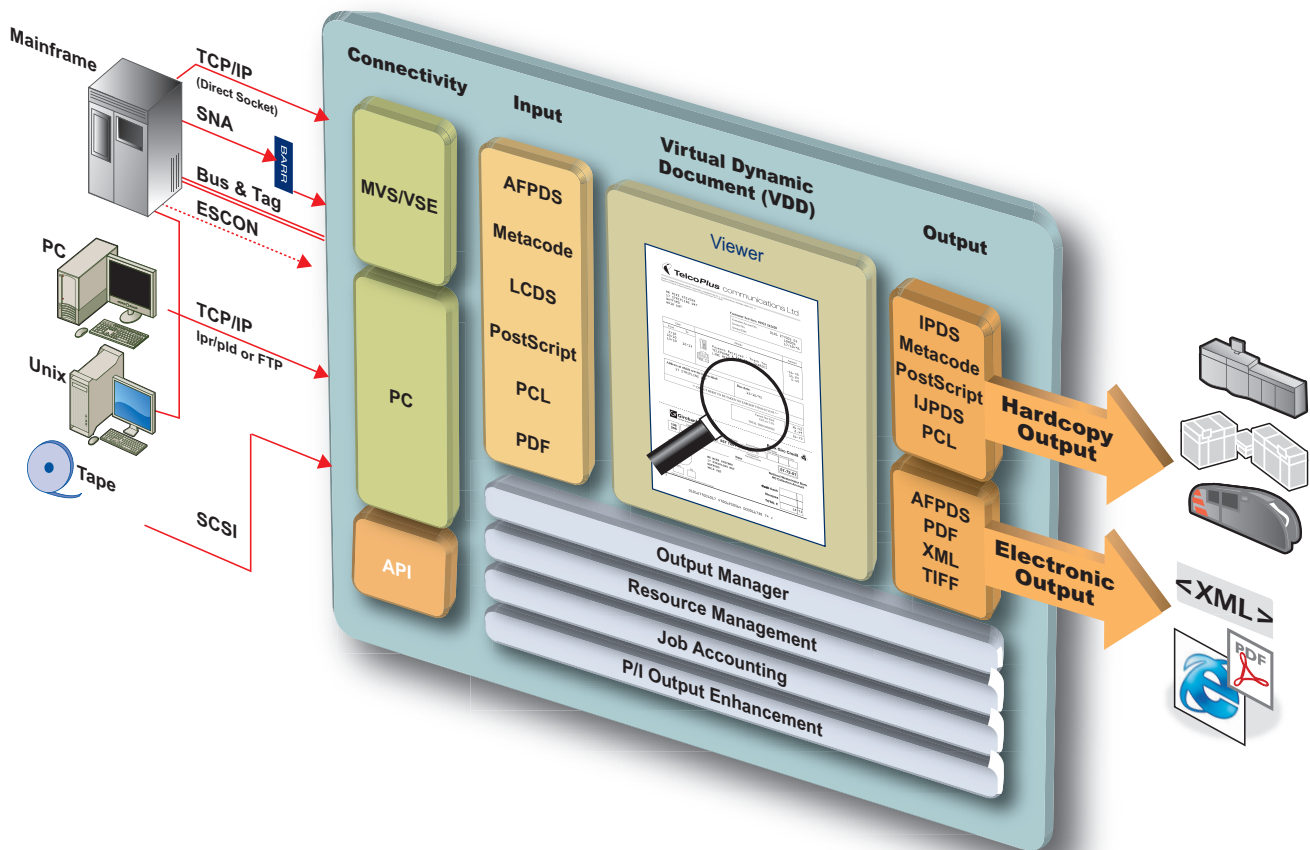 Mainframe
TCP/IP
(Direct Socket)
SNA
BARR
Bus & Tag
ESCON
PC
TCP/IP
lpr/pld or FTP
Unix
Tape
SCSI
Connectivity
MVS/VSE
PC
API
Input
AFPDS
Metacode
LCDS
PostScript
PCL
PDF
Virtual Dynamic
Document (VDD)
Viewer
TelcoPlus communications Ltd
Output Manager
Resource Management
Job Accounting
P/I Output Enhancement
Output
IPDS
Metacode
PostScript
IJPDS
PCL
AFPDS
PDF
XML
TIFF
Hardcopy
Output
Electronic
Output
<XML>
PDF